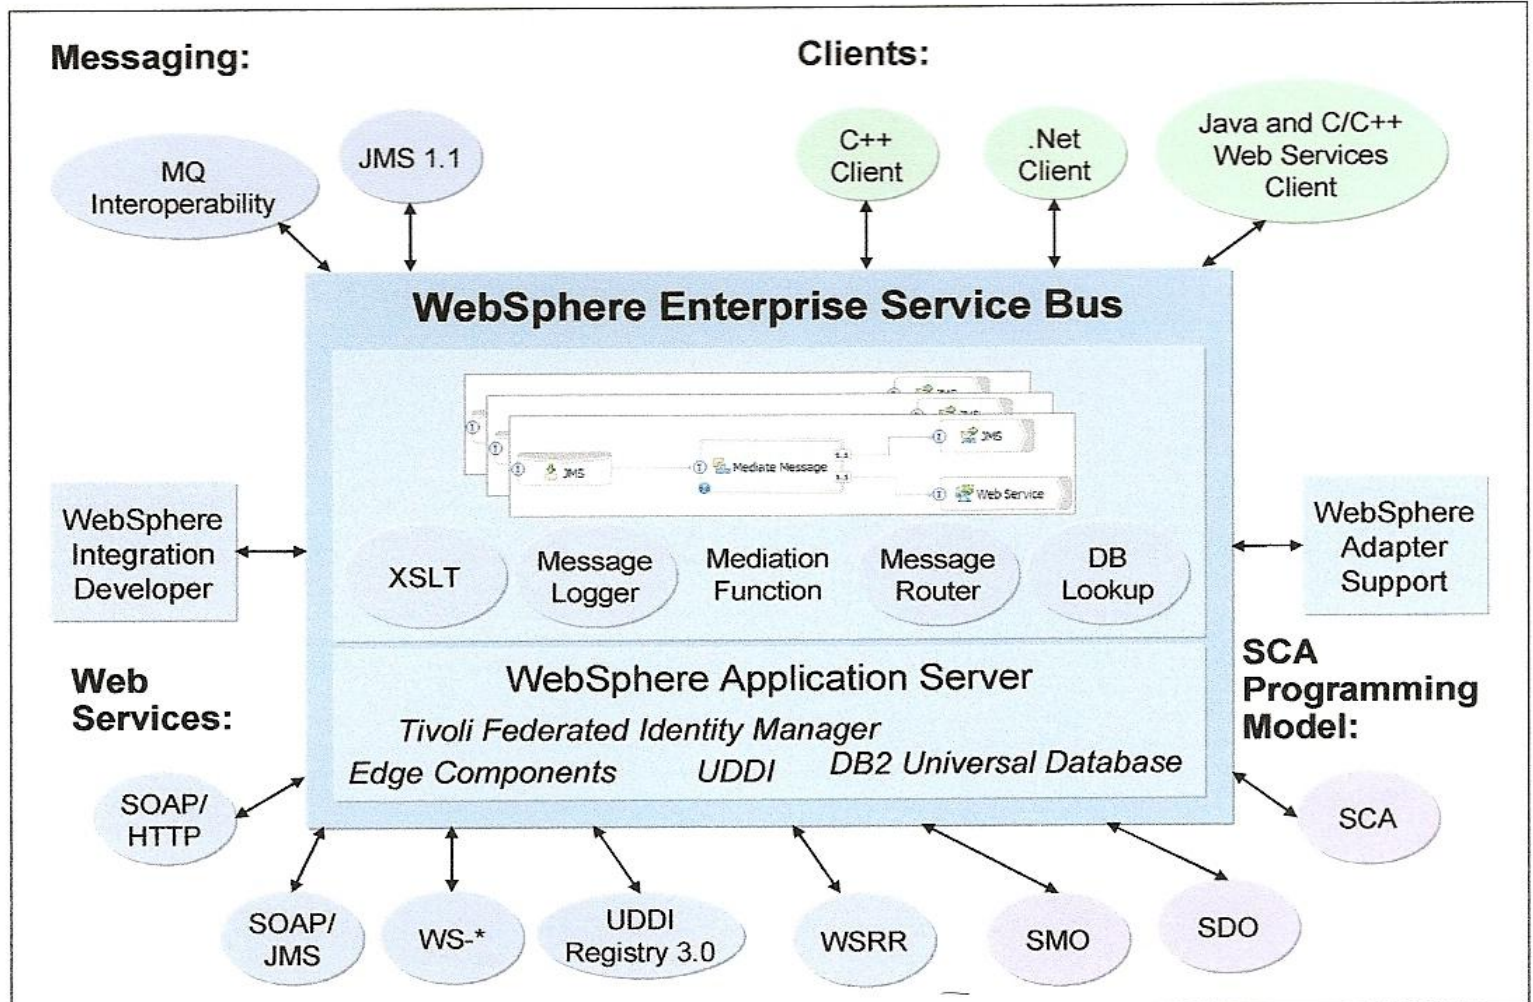 Messaging:
Clients:
MQ
Interoperability
JMS 1.1
C++
Client
.Net
Client
Java and C/C++
Web Services
Client
WebSphere Enterprise Service Bus
JMS
Mediate Message
JMS
Web Service
WebSphere
Integration
Developer
XSLT
Message
Logger
Mediation
Function
Message
Router
DB
Lookup
WebSphere
Adapter
Support
WebSphere Application Server
Tivoli Federated Identity Manager
Edge Components
UDDI
DB2 Universal Database
Web
Services:
SCA
Programming
Model:
SOAP/
HTTP
SOAP/
JMS
WS-*
UDDI
Registry 3.0
WSRR
SMO
SDO
SCA